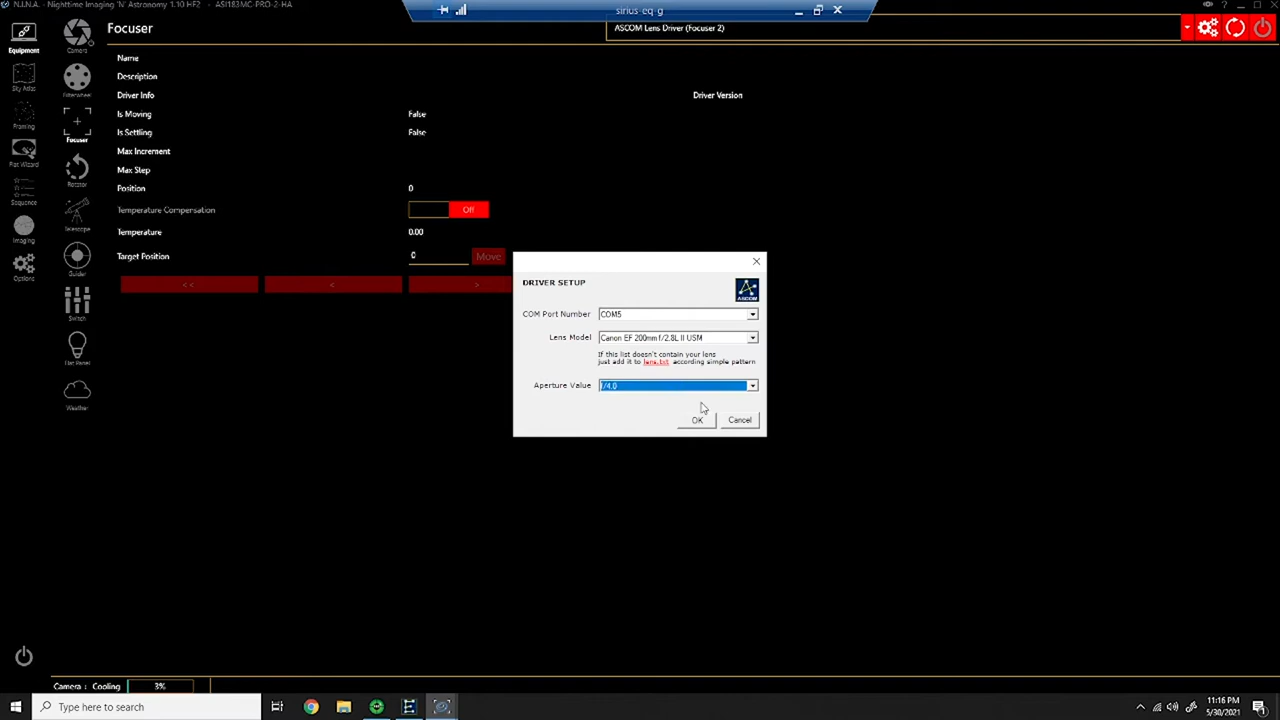 N.I.N.A. - Nighttime Imaging 'N' Astronomy 1.10 HF2 - ASI183MC-PRO-2-HA
sirius-eq-g
Equipment
Camera
Focuser
ASCOM Lens Driver (Focuser 2)
Name
Description
Sky Atlas
Filterwheel
Driver Info
Driver Version
Is Moving
False
Framing
Focuser
Is Settling
False
Max Increment
Flat Wizard
Max Step
Rotator
Position
0
Sequence
Temperature Compensation
Off
Telescope
Temperature
0.00
Imaging
Target Position
0
Move
Guider
Options
<<
<
>
DRIVER SETUP
ASCOM
COM Port Number
COM5
Switch
Lens Model
Canon EF 200mm f/2.8L II USM
If this list doesn't contain your lens
just add it to lens.txt according simple pattern
Flat Panel
Aperture Value
f/4.0
Weather
OK
Cancel
Camera : Cooling
3%
Type here to search
11:16 PM
5/30/2021
1